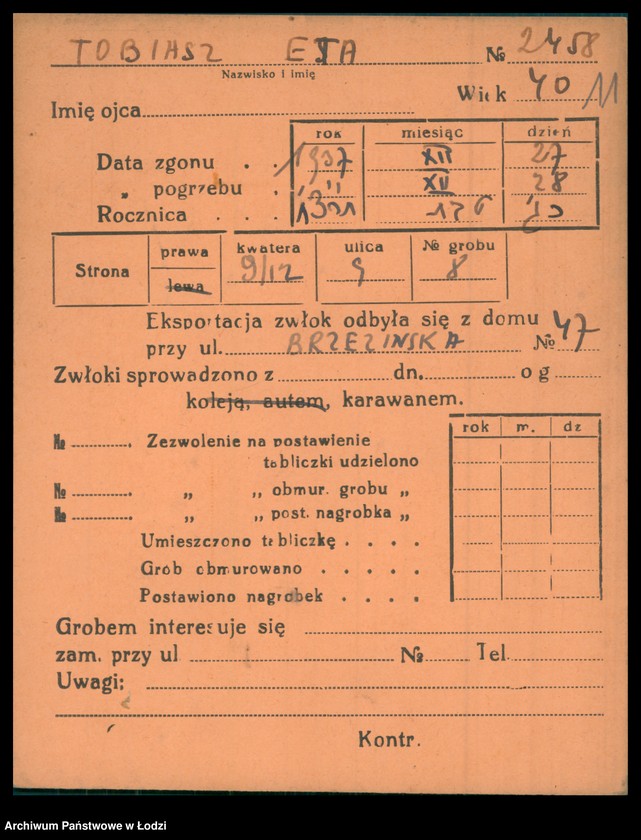 TOBIASZ ESTA № 2458
Nazwisko i imię
Wiek 40
Imię ojca
rok miesiąc dzień
Data zgonu . . 1937 XII 27
„ pogrzebu . „ XII 28
Rocznica . . .
Strona prawa lewa kwatera 9/12 ulica 9 № grobu 8
Eksportacja zwłok odbyła się z domu
przy ul. BRZEZINSKA № 47
Zwłoki sprowadzono z dn. o g
koleją, autem, karawanem.
rok m. dz
№ . Zezwolenie na postawienie
tabliczki udzielono
№ . „ „ obmur. grobu „
№ . „ „ post. nagrobka „
Umieszczono tabliczkę . . . .
Grób obmurowano . . . . .
Postawiono nagrobek . . . .
Grobem interesuje się
zam. przy ul № Tel.
Uwagi:
Kontr.
Archiwum Państwowe w Łodzi